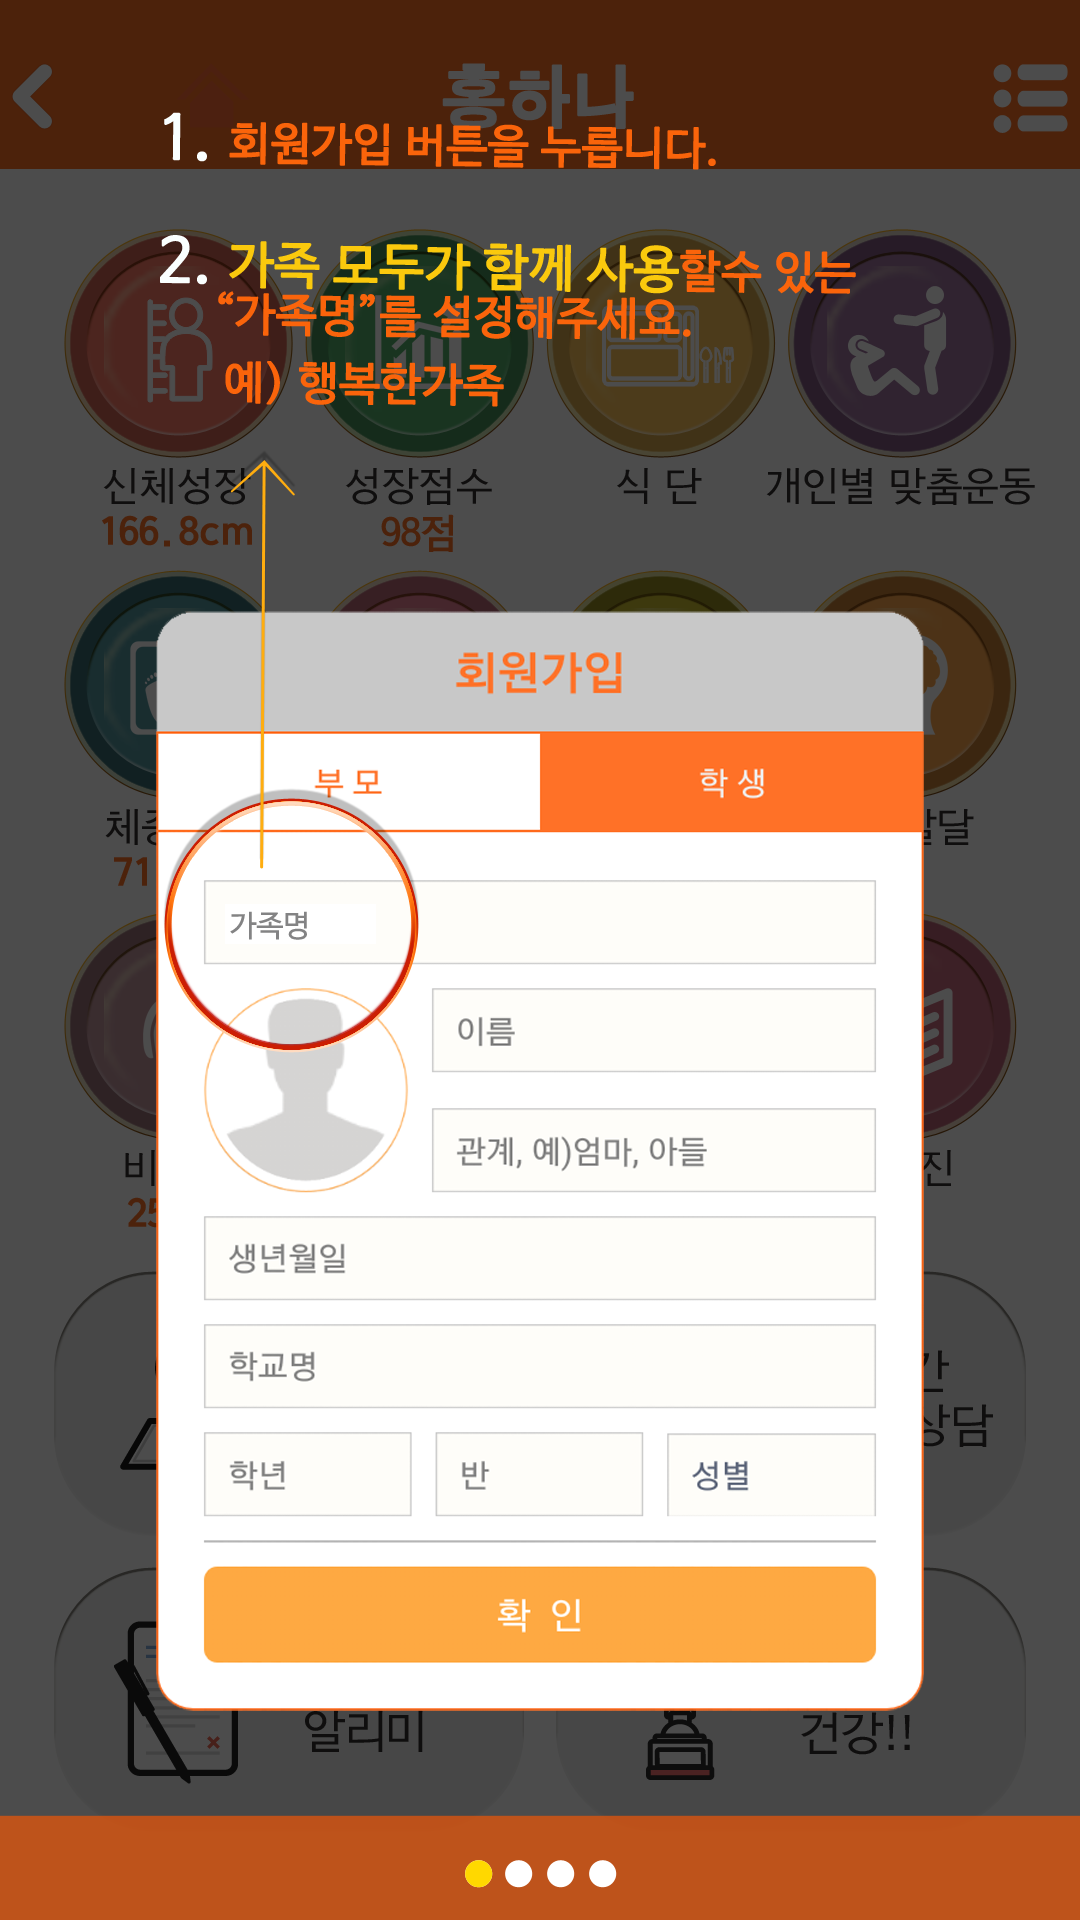 홍하나
1. 회원가입 버튼을 누릅니다.
2. 가족 모두가 함께 사용할수 있는
“가족명”를 설정해주세요.
예) 행복한가족
신체성장 성장점수 식 단 개인별 맞춤운동
166.8cm 98점
회원가입
부 모 학 생
달
71
가족명
이름
관계, 예)엄마, 아들
진
25
생년월일
학교명
간
상담
학년 반 성별
확 인
알리미 건강!!